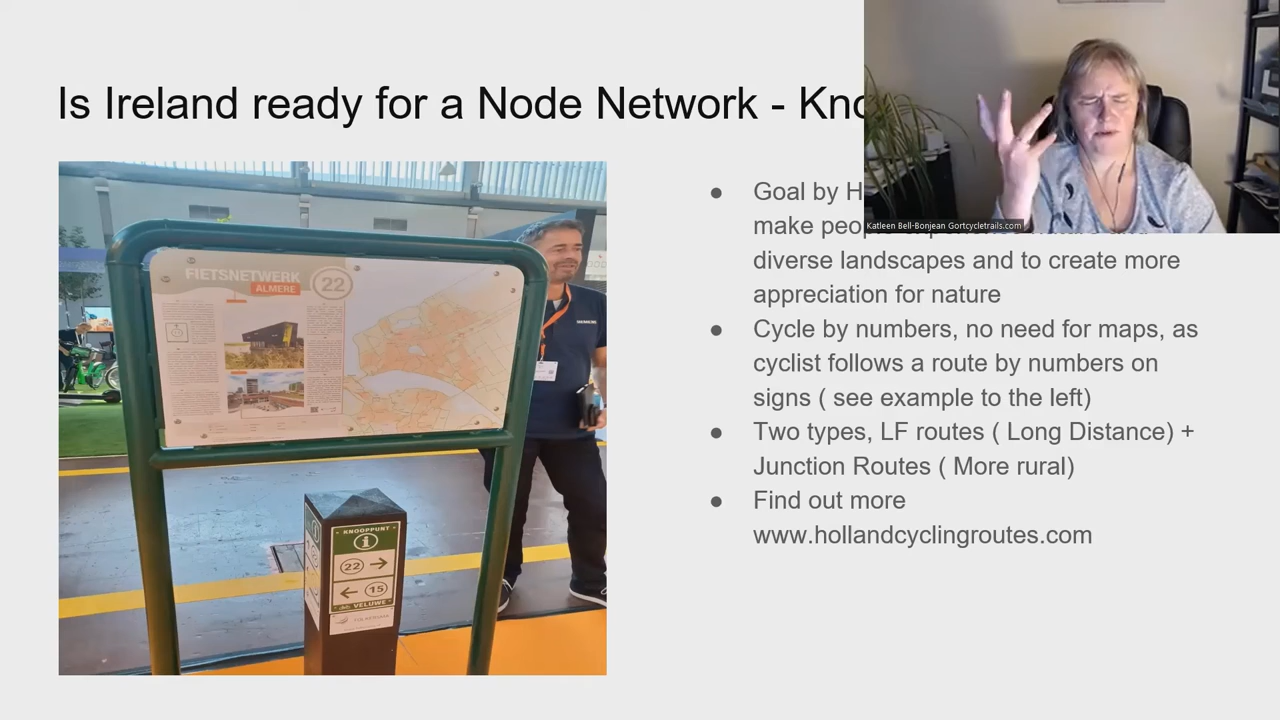 Is Ireland ready for a Node Network - Kno
Katleen Bell-Bonjean Gortcycletrails.com
FIETSNETWERK
ALMERE
22
SIEMENS
KNOOPPUNT
i
22
15
VELUWE
● Goal by H
make people
diverse landscapes and to create more
appreciation for nature
● Cycle by numbers, no need for maps, as
cyclist follows a route by numbers on
signs ( see example to the left)
● Two types, LF routes ( Long Distance) +
Junction Routes ( More rural)
● Find out more
www.hollandcyclingroutes.com